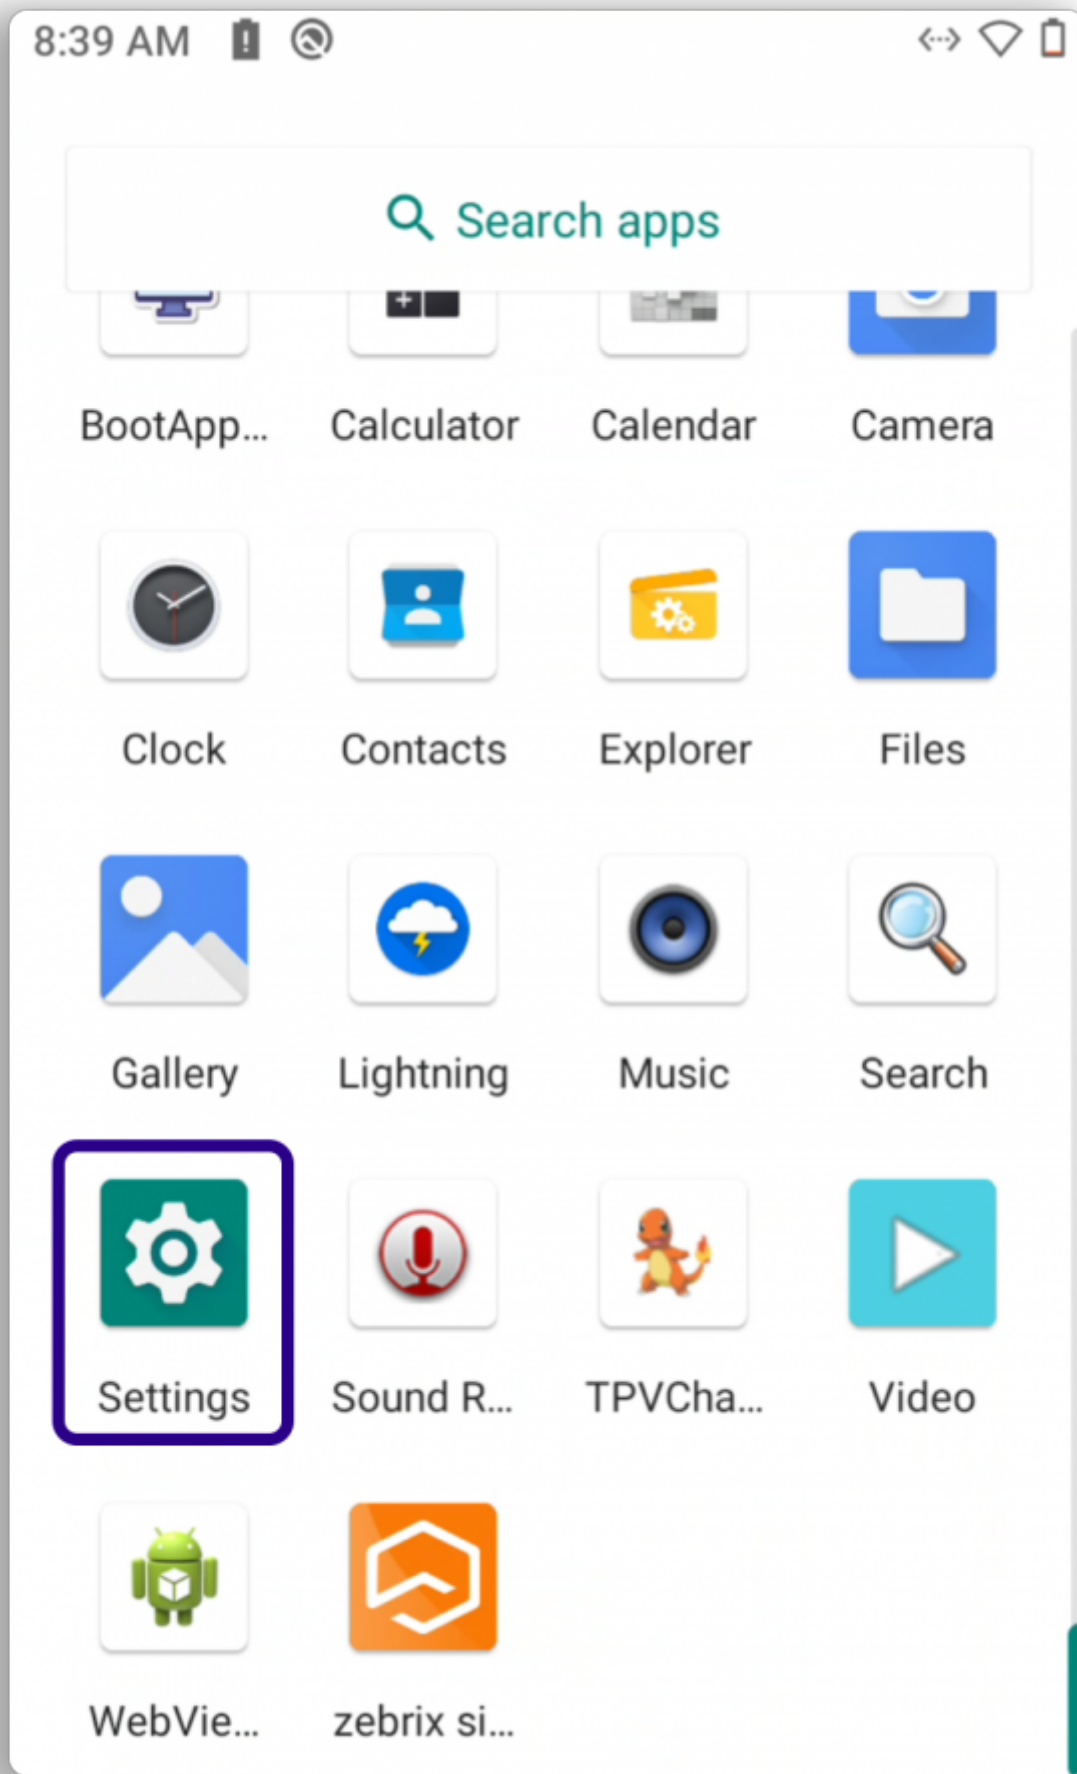 8:39 AM
Search apps
BootApp... Calculator Calendar Camera
Clock Contacts Explorer Files
Gallery Lightning Music Search
Settings Sound R... TPVCha... Video
WebVie... zebrix si...